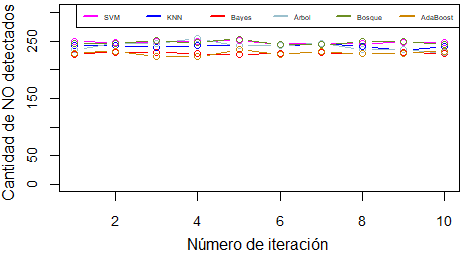 SVM KNN Bayes Árbol Bosque AdaBoost
250
150
50
0
Cantidad de NO detectados
2 4 6 8 10
Número de iteración